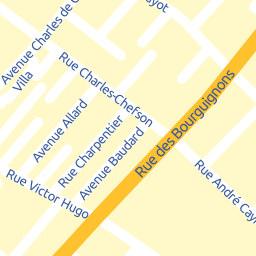 Avenue Charles de
Villa
Rue Charles-Chefson
Avenue Allard
Rue Charpentier
Avenue Baudard
Rue des Bourguignons
Rue Victor Hugo
Rue André